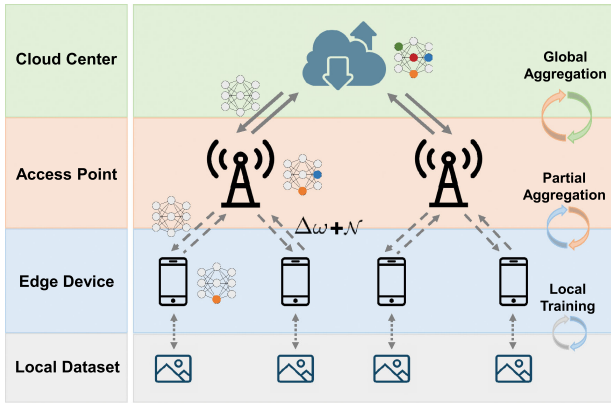 Cloud Center
Global
Aggregation
Access Point
Partial
Aggregation
Δω+𝒩
Edge Device
Local
Training
Local Dataset